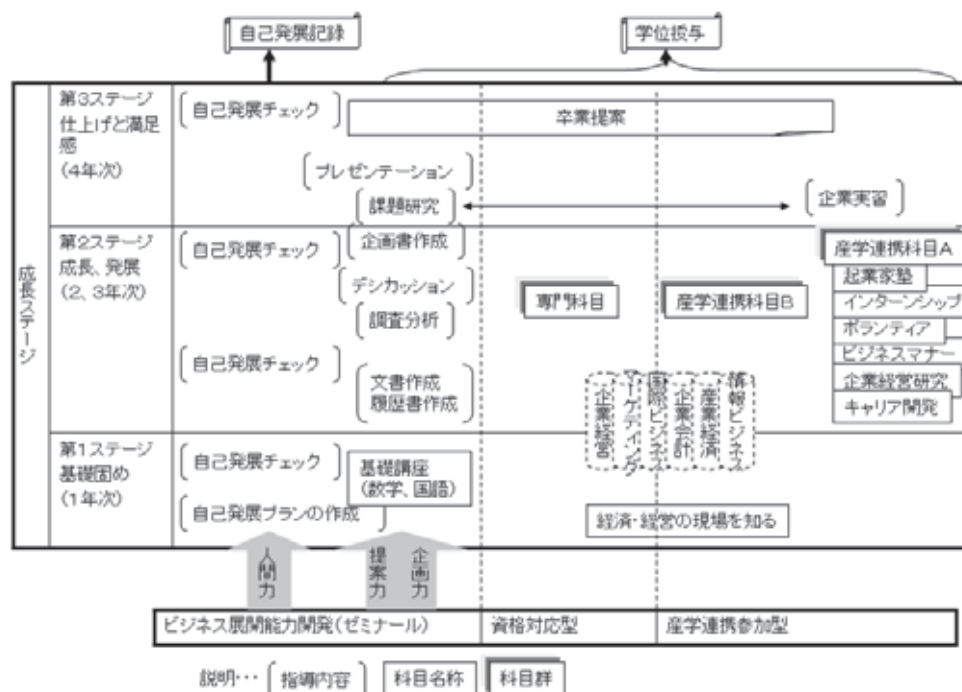 自己発展記録
学位授与
成長ステージ
第3ステージ
仕上げど満足
感
(4年次)
自己発展チェック
卒業提案
プレゼンテーション
課題研究
企業実習
第2ステージ
成長、発展
(2、3年次)
自己発展チェック
企画書作成
デシカッション
調査分析
専門科目
産学連携科目B
産学連携科目A
起業家塾
インターンシップ
ボランティア
ビジネスマナー
企業経営研究
キャリア開発
自己発展チェック
文書作成
履歴書作成
企業経営
マーケティング
国際ビジネス
企業会計
産業経済
情報ビジネス
第1ステージ
基礎固め
(1年次)
自己発展チェック
基礎講座
(数学、国語)
自己発展プランの作成
経済・経営の現場を知る
人間力
提案力
企画力
ビジネス展開能力開発(ゼミナール)
資格対応型
産学連携参加型
説明…
指導内容
科目名称
科目群